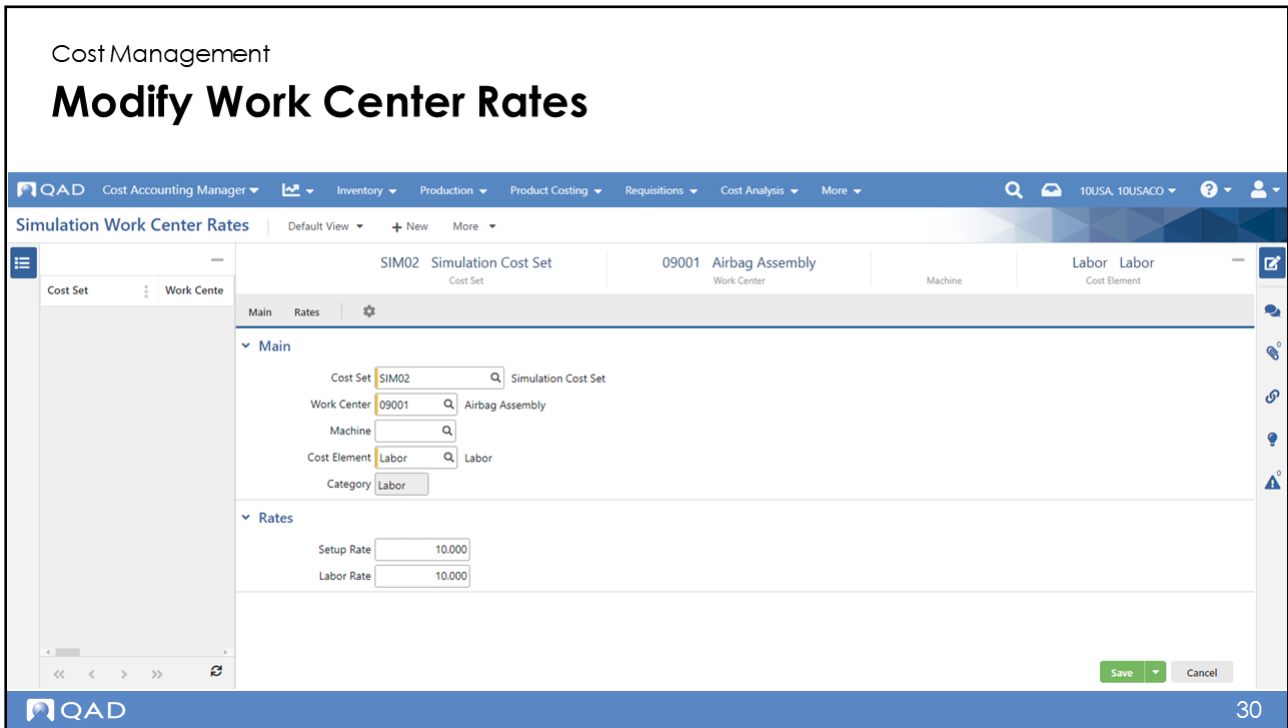 Cost Management
Modify Work Center Rates
QAD Cost Accounting Manager Inventory Production Product Costing Requisitions Cost Analysis More 10USA, 10USACO
Simulation Work Center Rates Default View + New More
Cost Set Work Cente
SIM02 Simulation Cost Set 09001 Airbag Assembly Labor Labor
Cost Set Work Center Machine Cost Element
Main Rates
Main
Cost Set SIM02 Simulation Cost Set
Work Center 09001 Airbag Assembly
Machine
Cost Element Labor Labor
Category Labor
Rates
Setup Rate 10.000
Labor Rate 10.000
0
0
Save Cancel
QAD 30